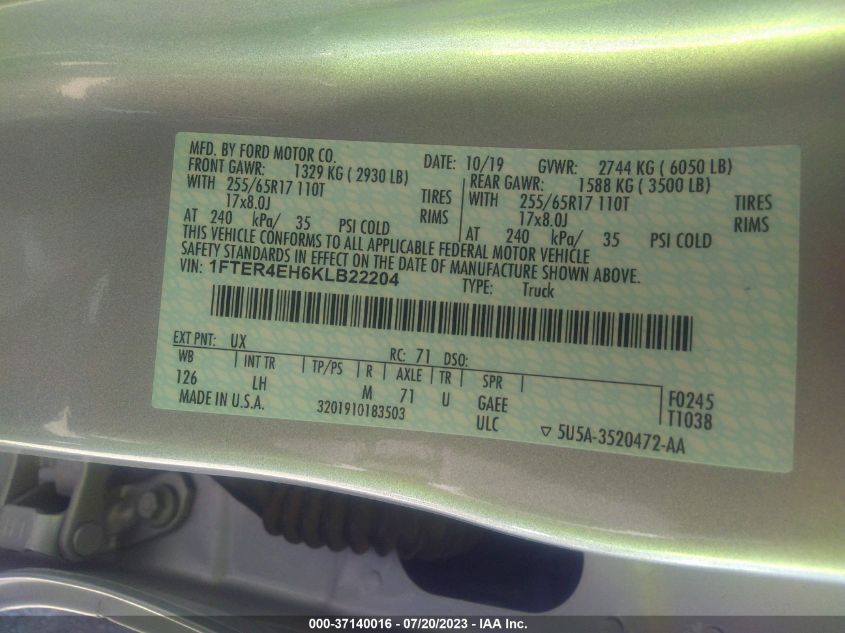 MFD. BY FORD MOTOR CO. DATE: 10/19 GVWR: 2744 KG ( 6050 LB)
FRONT GAWR: 1329 KG ( 2930 LB) REAR GAWR: 1588 KG ( 3500 LB)
WITH 255/65R17 110T TIRES WITH 255/65R17 110T TIRES
17x8.0J RIMS 17x8.0J RIMS
AT 240 kPa/ 35 PSI COLD AT 240 kPa/ 35 PSI COLD
THIS VEHICLE CONFORMS TO ALL APPLICABLE FEDERAL MOTOR VEHICLE
SAFETY STANDARDS IN EFFECT ON THE DATE OF MANUFACTURE SHOWN ABOVE.
VIN: 1FTER4EH6KLB22204 TYPE: Truck
EXT PNT: UX RC: 71 DSO:
WB INT TR TP/PS R AXLE TR SPR
126 LH M 71 U GAEE F0245
MADE IN U.S.A. 3201910183503 ULC T1038
▽ 5U5A-3520472-AA
000-37140016 - 07/20/2023 - IAA Inc.